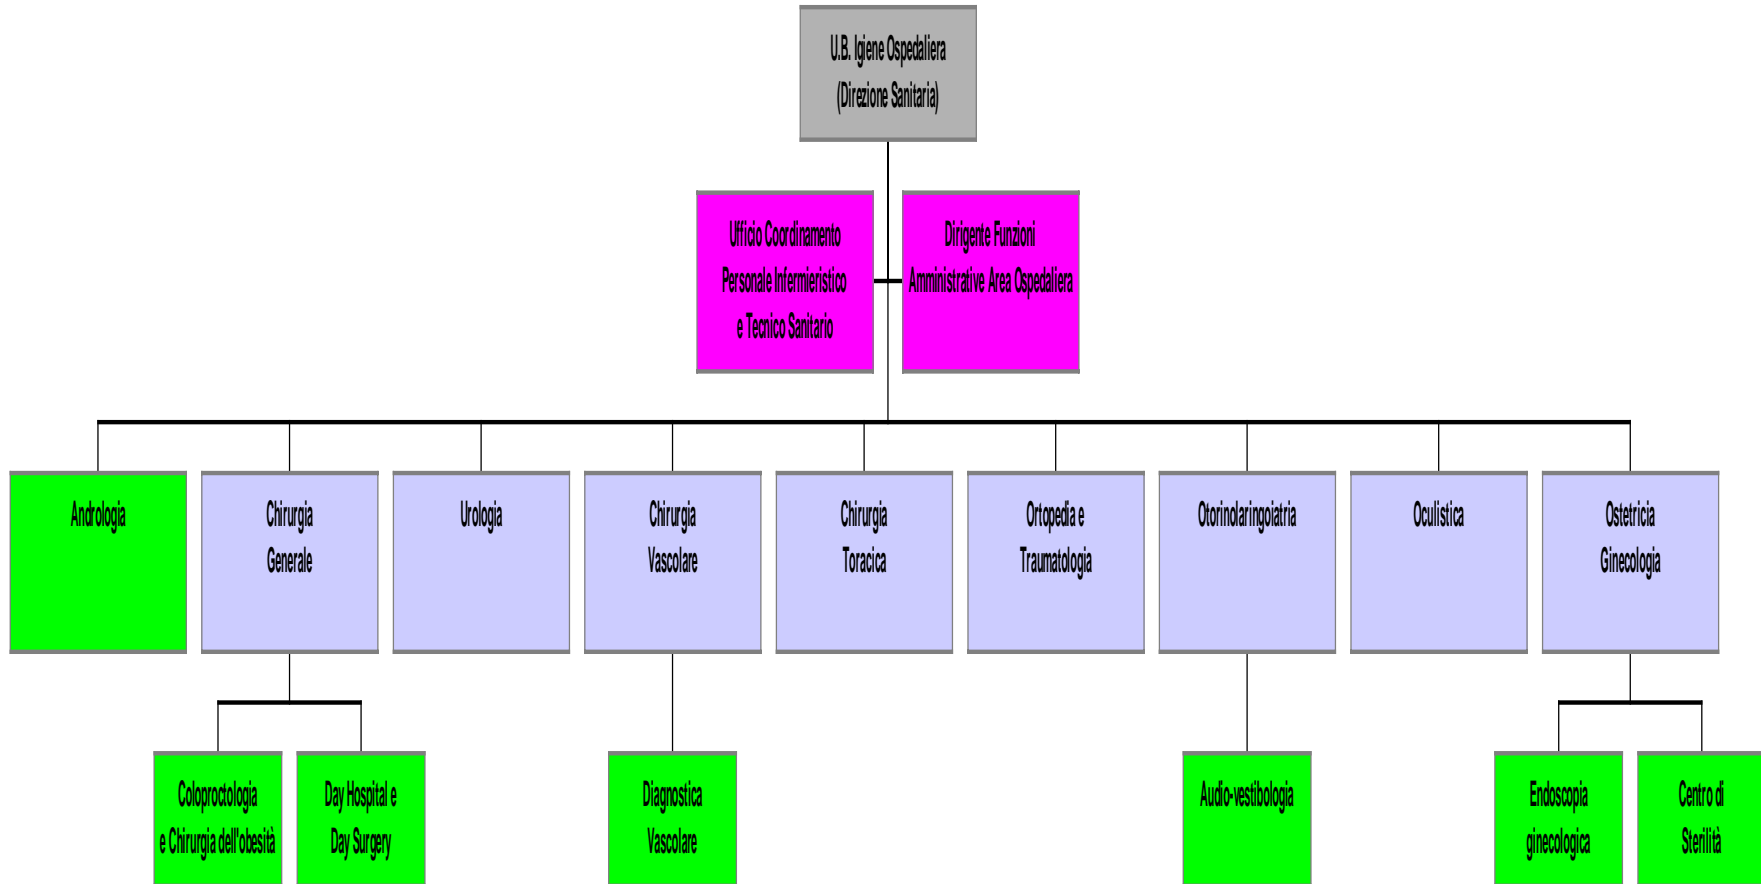 U.B. Igiene Ospedaliera
(Direzione Sanitaria)
Ufficio Coordinamento
Personale Infermieristico
e Tecnico Sanitario
Dirigente Funzioni
Amministrative Area Ospedaliera
Andrologia
Chirurgia
Generale
Urologia
Chirurgia
Vascolare
Chirurgia
Toracica
Ortopedia e
Traumatologia
Otorinolaringoiatria
Oculistica
Ostetricia
Ginecologia
Coloproctologia
e Chirurgia dell'obesità
Day Hospital e
Day Surgery
Diagnostica
Vascolare
Audio-vestibologia
Endoscopia
ginecologica
Centro di
Sterilità